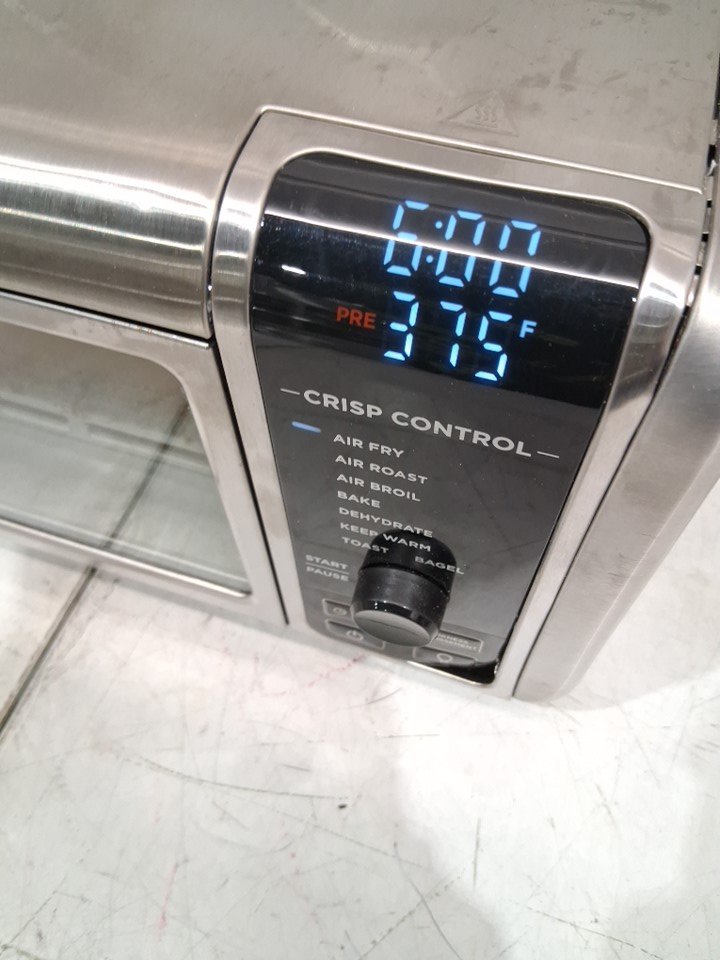 6:00
PRE 375 F
CRISP CONTROL
AIR FRY
AIR ROAST
AIR BROIL
BAKE
DEHYDRATE
KEEP WARM
TOAST BAGEL
START
PAUSE